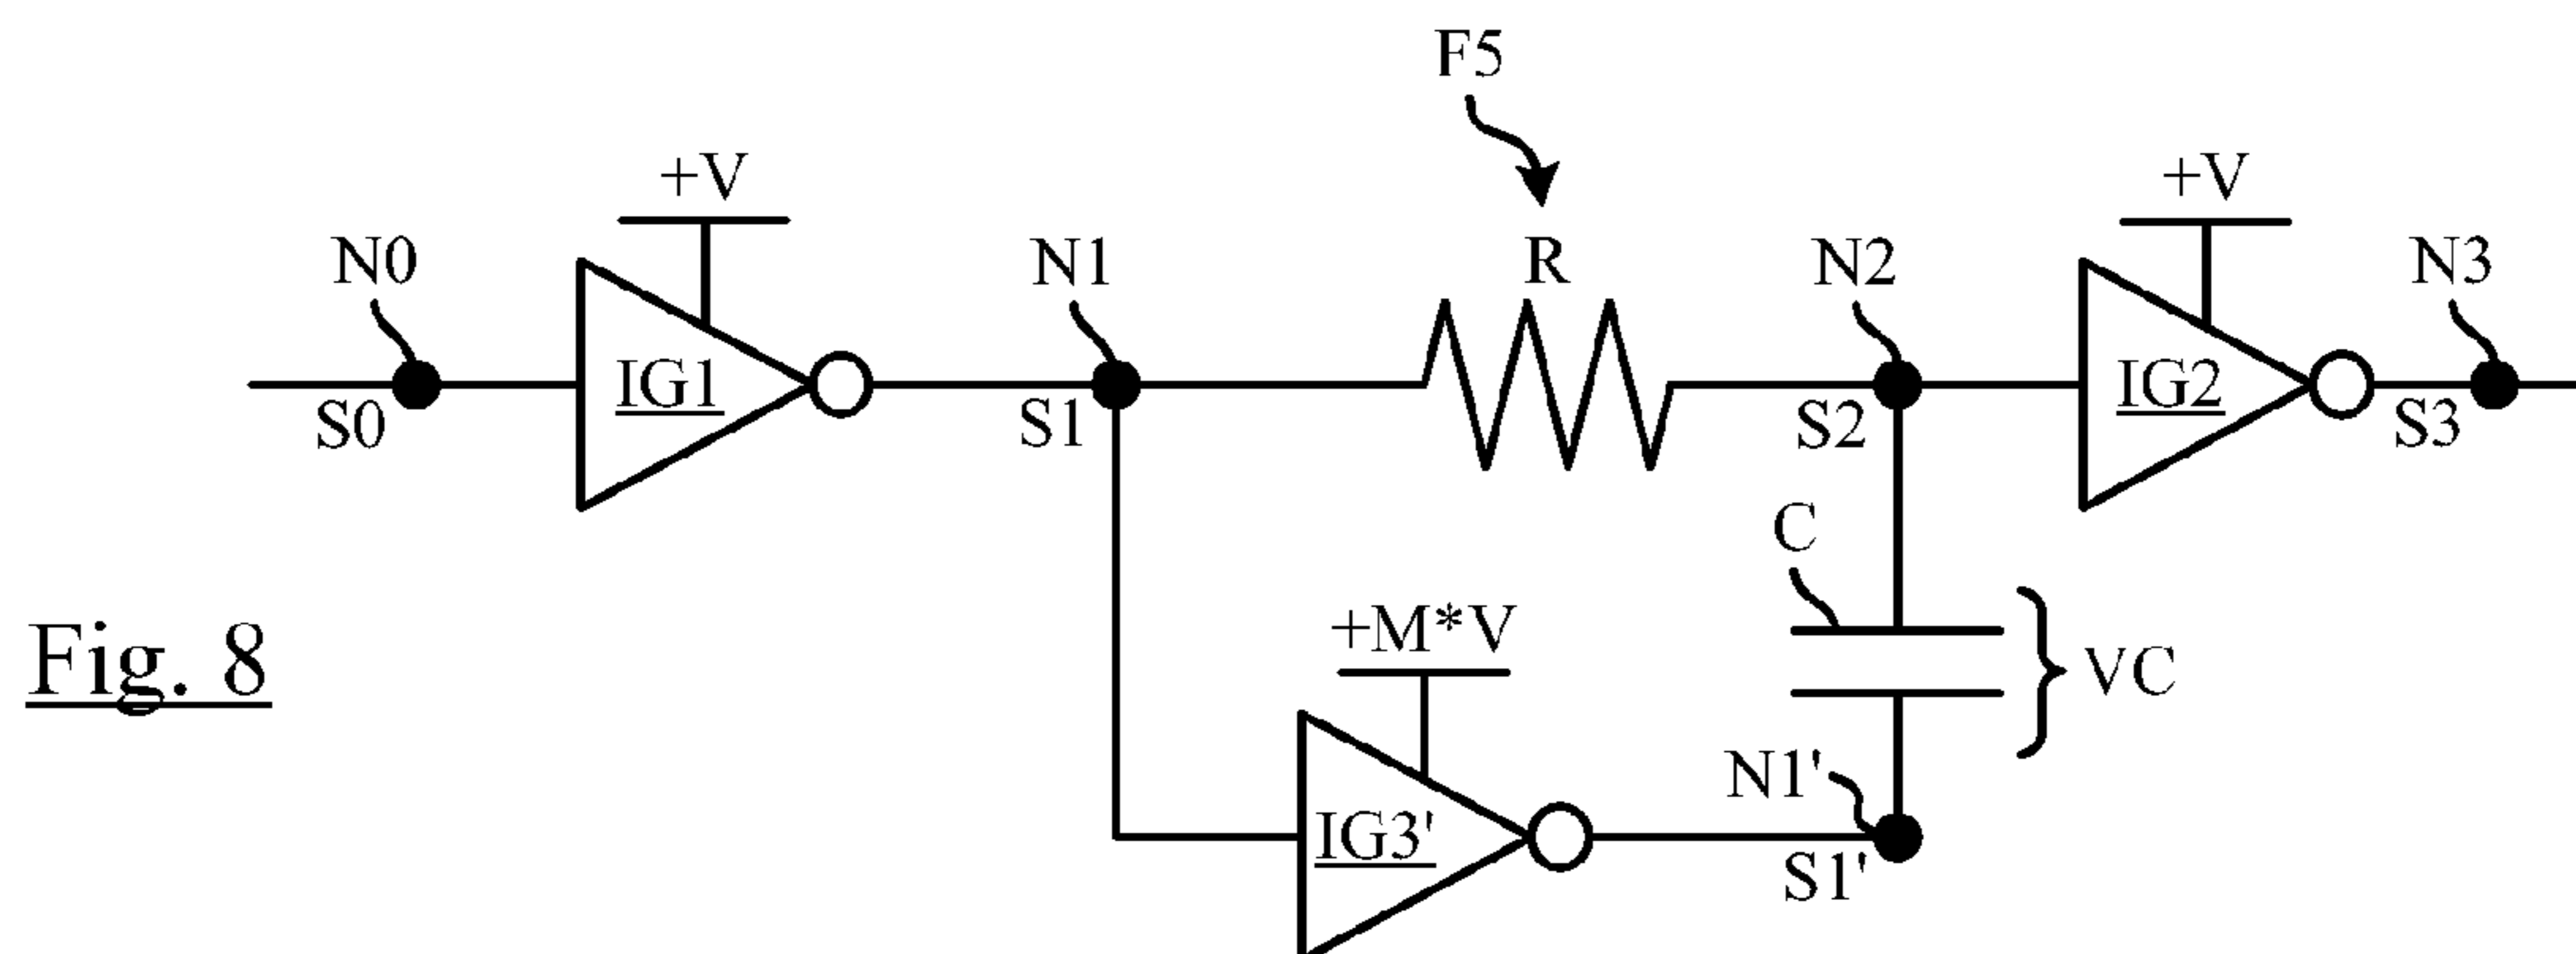 F5
+V
+V
N0
N1
R
N2
N3
IG1
IG2
S0
S1
S2
S3
C
+M*V
VC
Fig. 8
N1'
IG3'
S1'